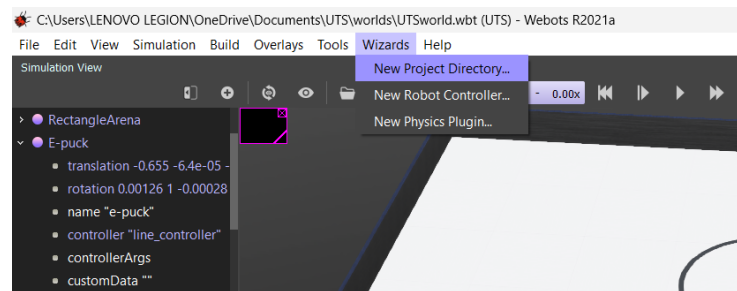 C:\Users\LENOVO LEGION\OneDrive\Documents\UTS\worlds\UTSworld.wbt (UTS) - Webots R2021a
File Edit View Simulation Build Overlays Tools Wizards Help
Simulation View
New Project Directory...
New Robot Controller...
New Physics Plugin...
- 0.00x
RectangleArena
E-puck
translation -0.655 -6.4e-05 -
rotation 0.00126 1 -0.00028
name "e-puck"
controller "line_controller"
controllerArgs
customData ""